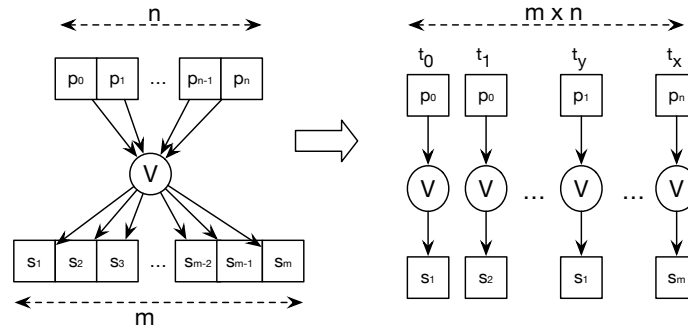 n
m x n
t0 t1 ty tx
p0 p1 ... pn-1 pn
p0 p0 p1 pn
V
V V ... V ... V
s1 s2 s3 ... sm-2 sm-1 sm
s1 s2 s1 sm
m